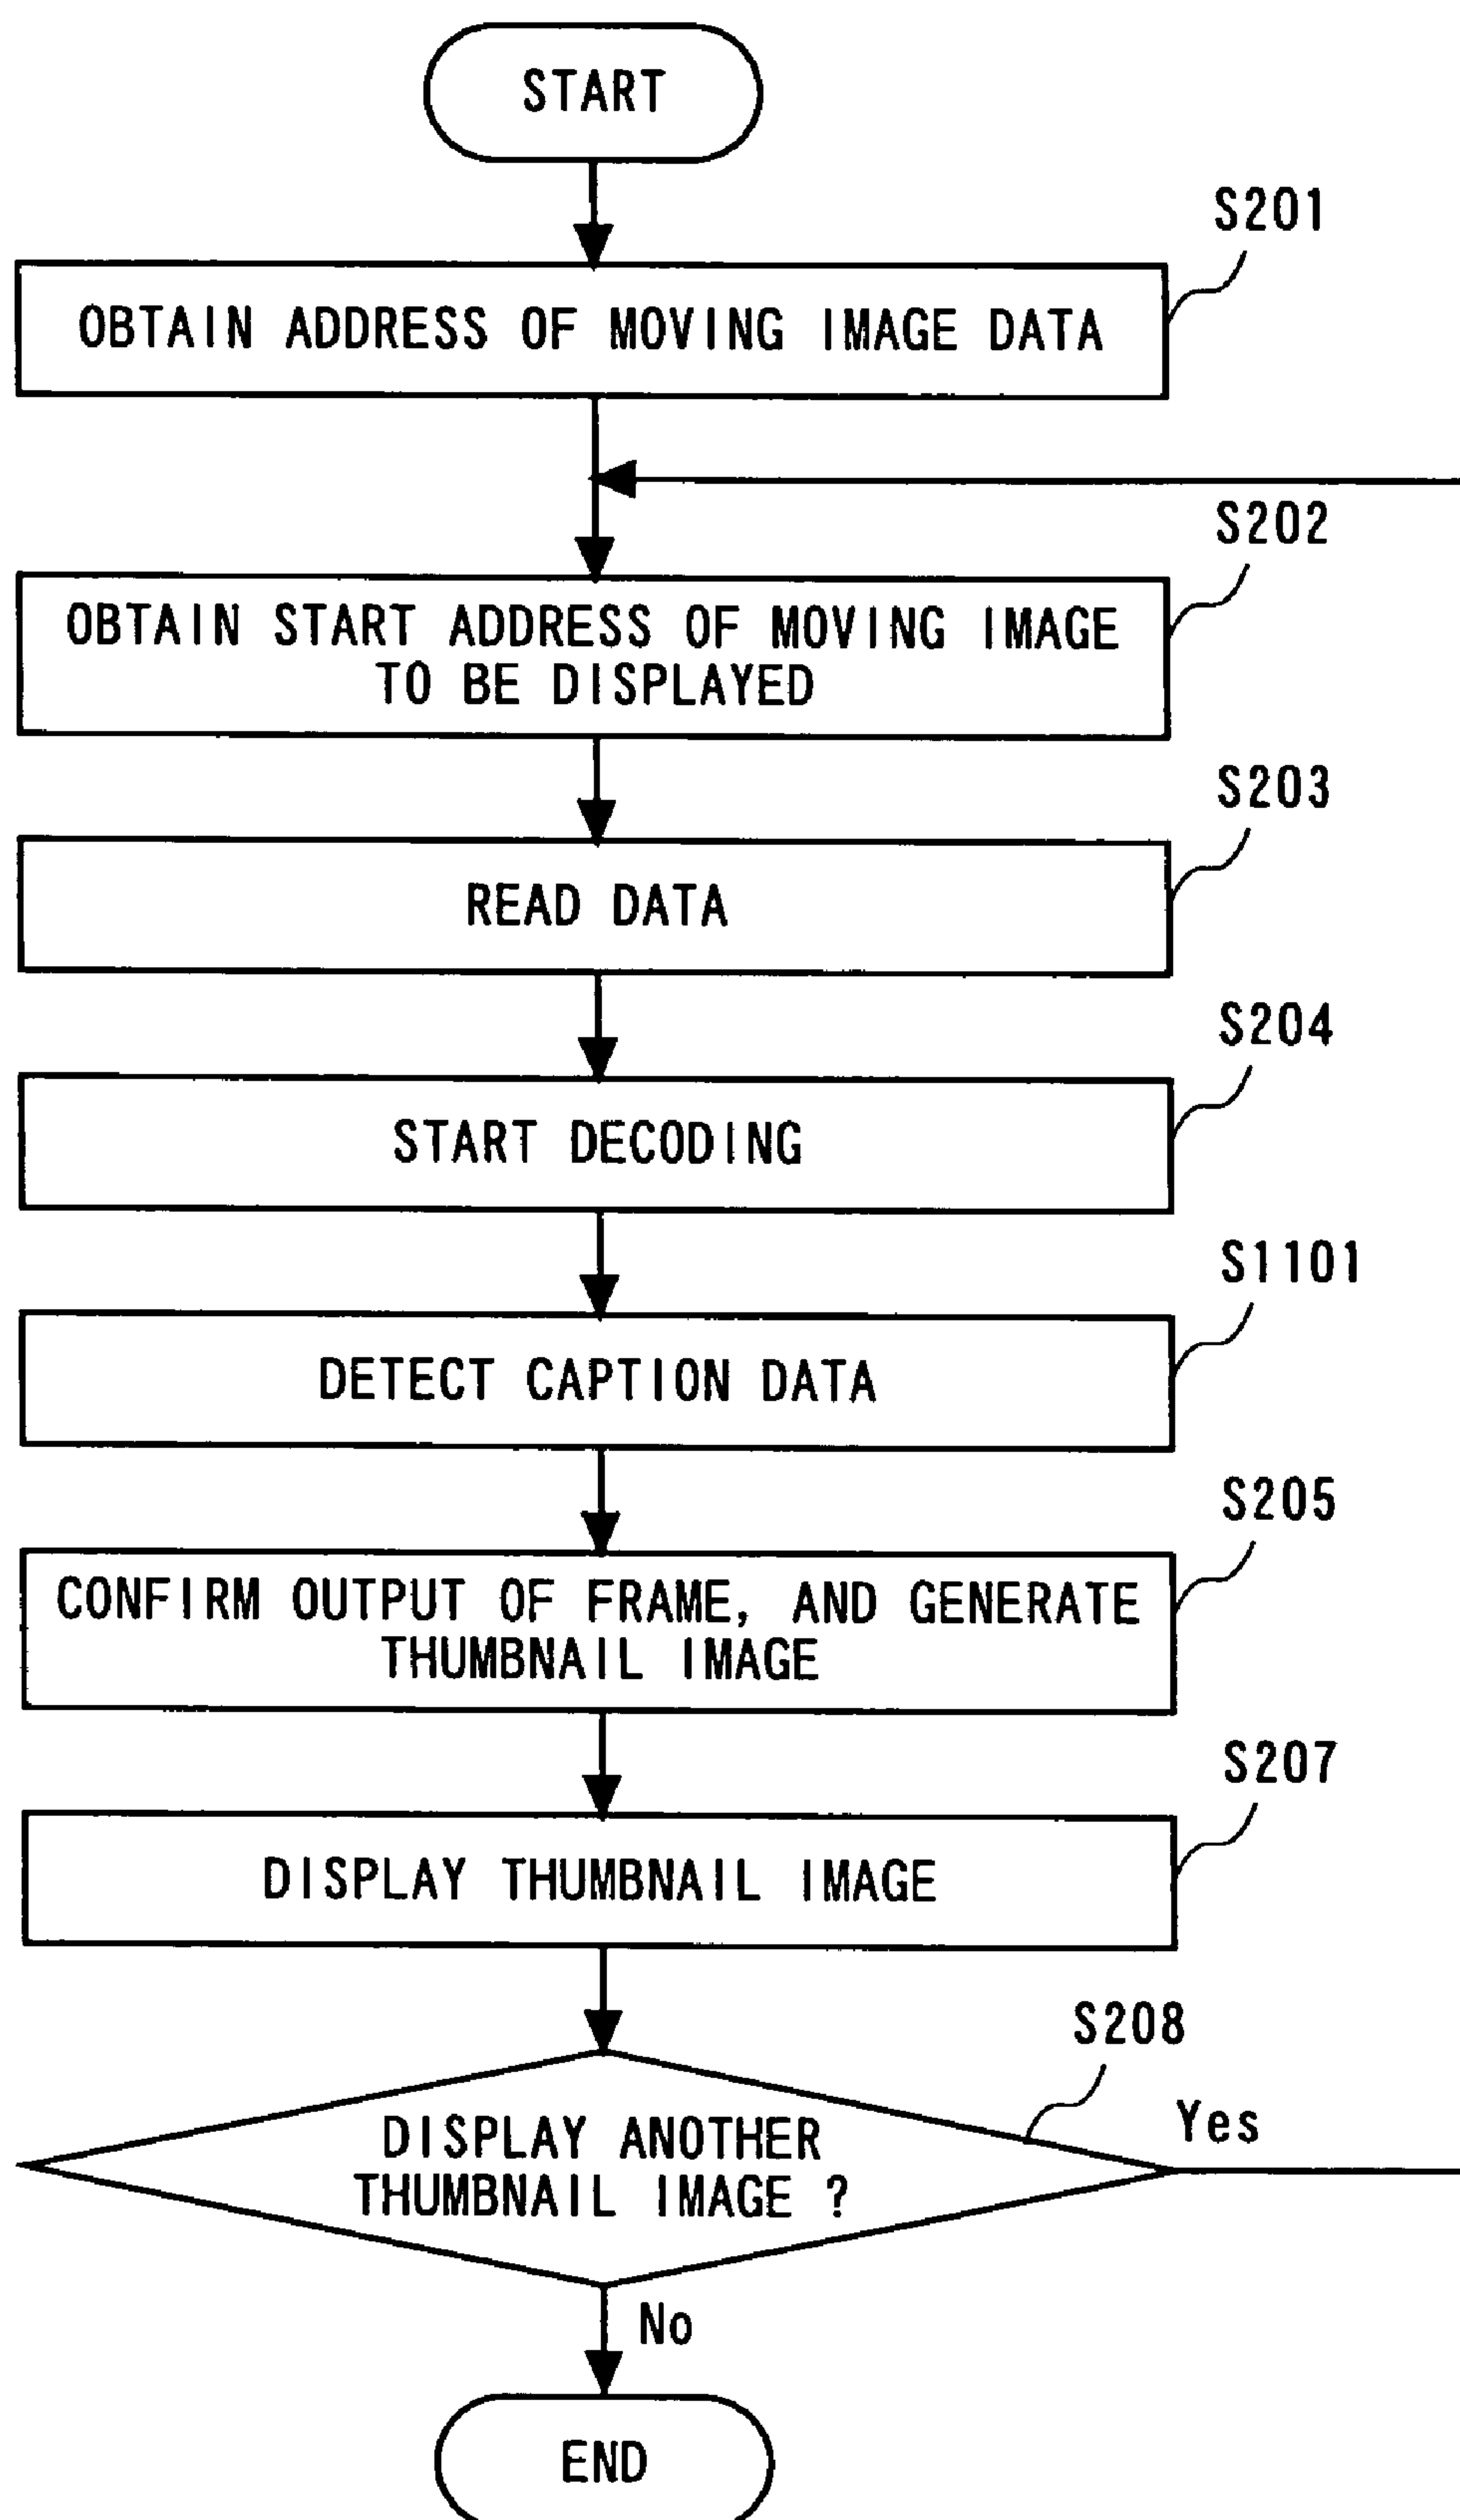 START
S201
OBTAIN ADDRESS OF MOVING IMAGE DATA
S202
OBTAIN START ADDRESS OF MOVING IMAGE
TO BE DISPLAYED
S203
READ DATA
S204
START DECODING
S1101
DETECT CAPTION DATA
S205
CONFIRM OUTPUT OF FRAME, AND GENERATE
THUMBNAIL IMAGE
S207
DISPLAY THUMBNAIL IMAGE
S208
Yes
DISPLAY ANOTHER
THUMBNAIL IMAGE ?
No
END